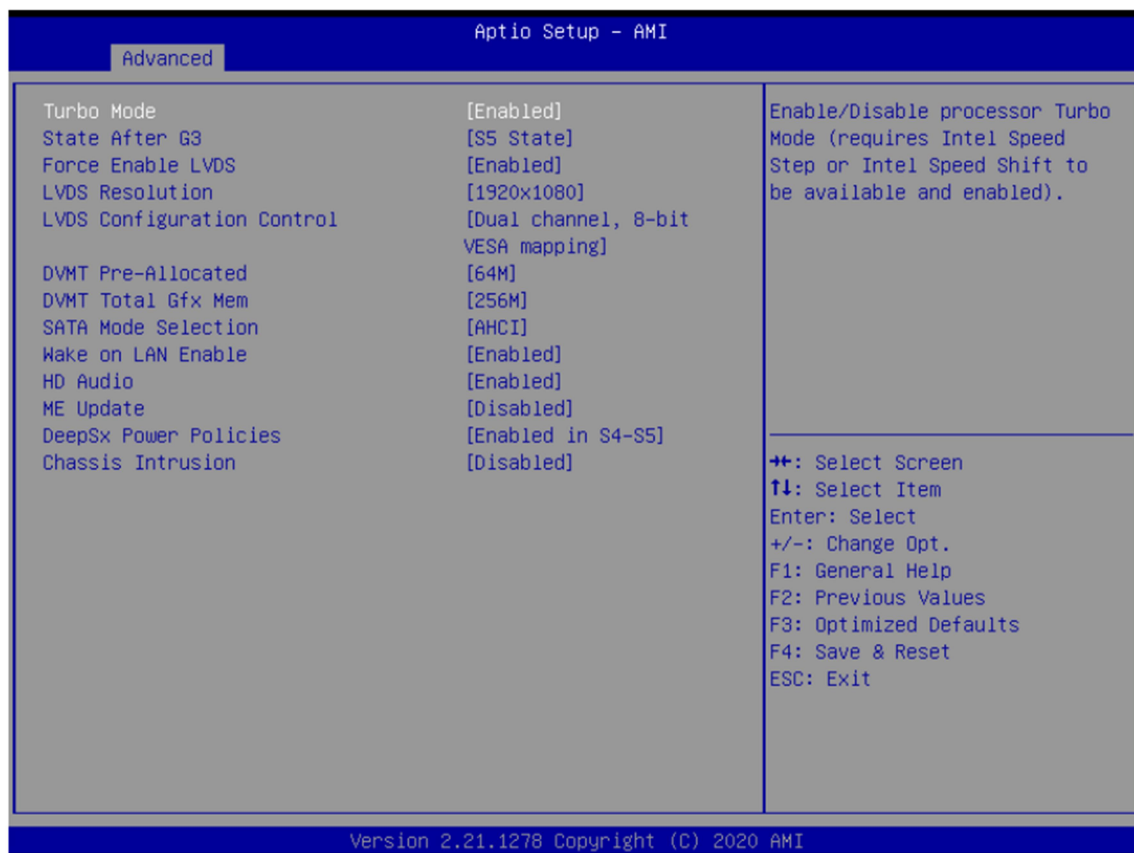 Aptio Setup – AMI
Advanced
Turbo Mode [Enabled]
State After G3 [S5 State]
Force Enable LVDS [Enabled]
LVDS Resolution [1920x1080]
LVDS Configuration Control [Dual channel, 8-bit
VESA mapping]
DVMT Pre-Allocated [64M]
DVMT Total Gfx Mem [256M]
SATA Mode Selection [AHCI]
Wake on LAN Enable [Enabled]
HD Audio [Enabled]
ME Update [Disabled]
DeepSx Power Policies [Enabled in S4-S5]
Chassis Intrusion [Disabled]
Enable/Disable processor Turbo
Mode (requires Intel Speed
Step or Intel Speed Shift to
be available and enabled).
→←: Select Screen
↑↓: Select Item
Enter: Select
+/-: Change Opt.
F1: General Help
F2: Previous Values
F3: Optimized Defaults
F4: Save & Reset
ESC: Exit
Version 2.21.1278 Copyright (C) 2020 AMI